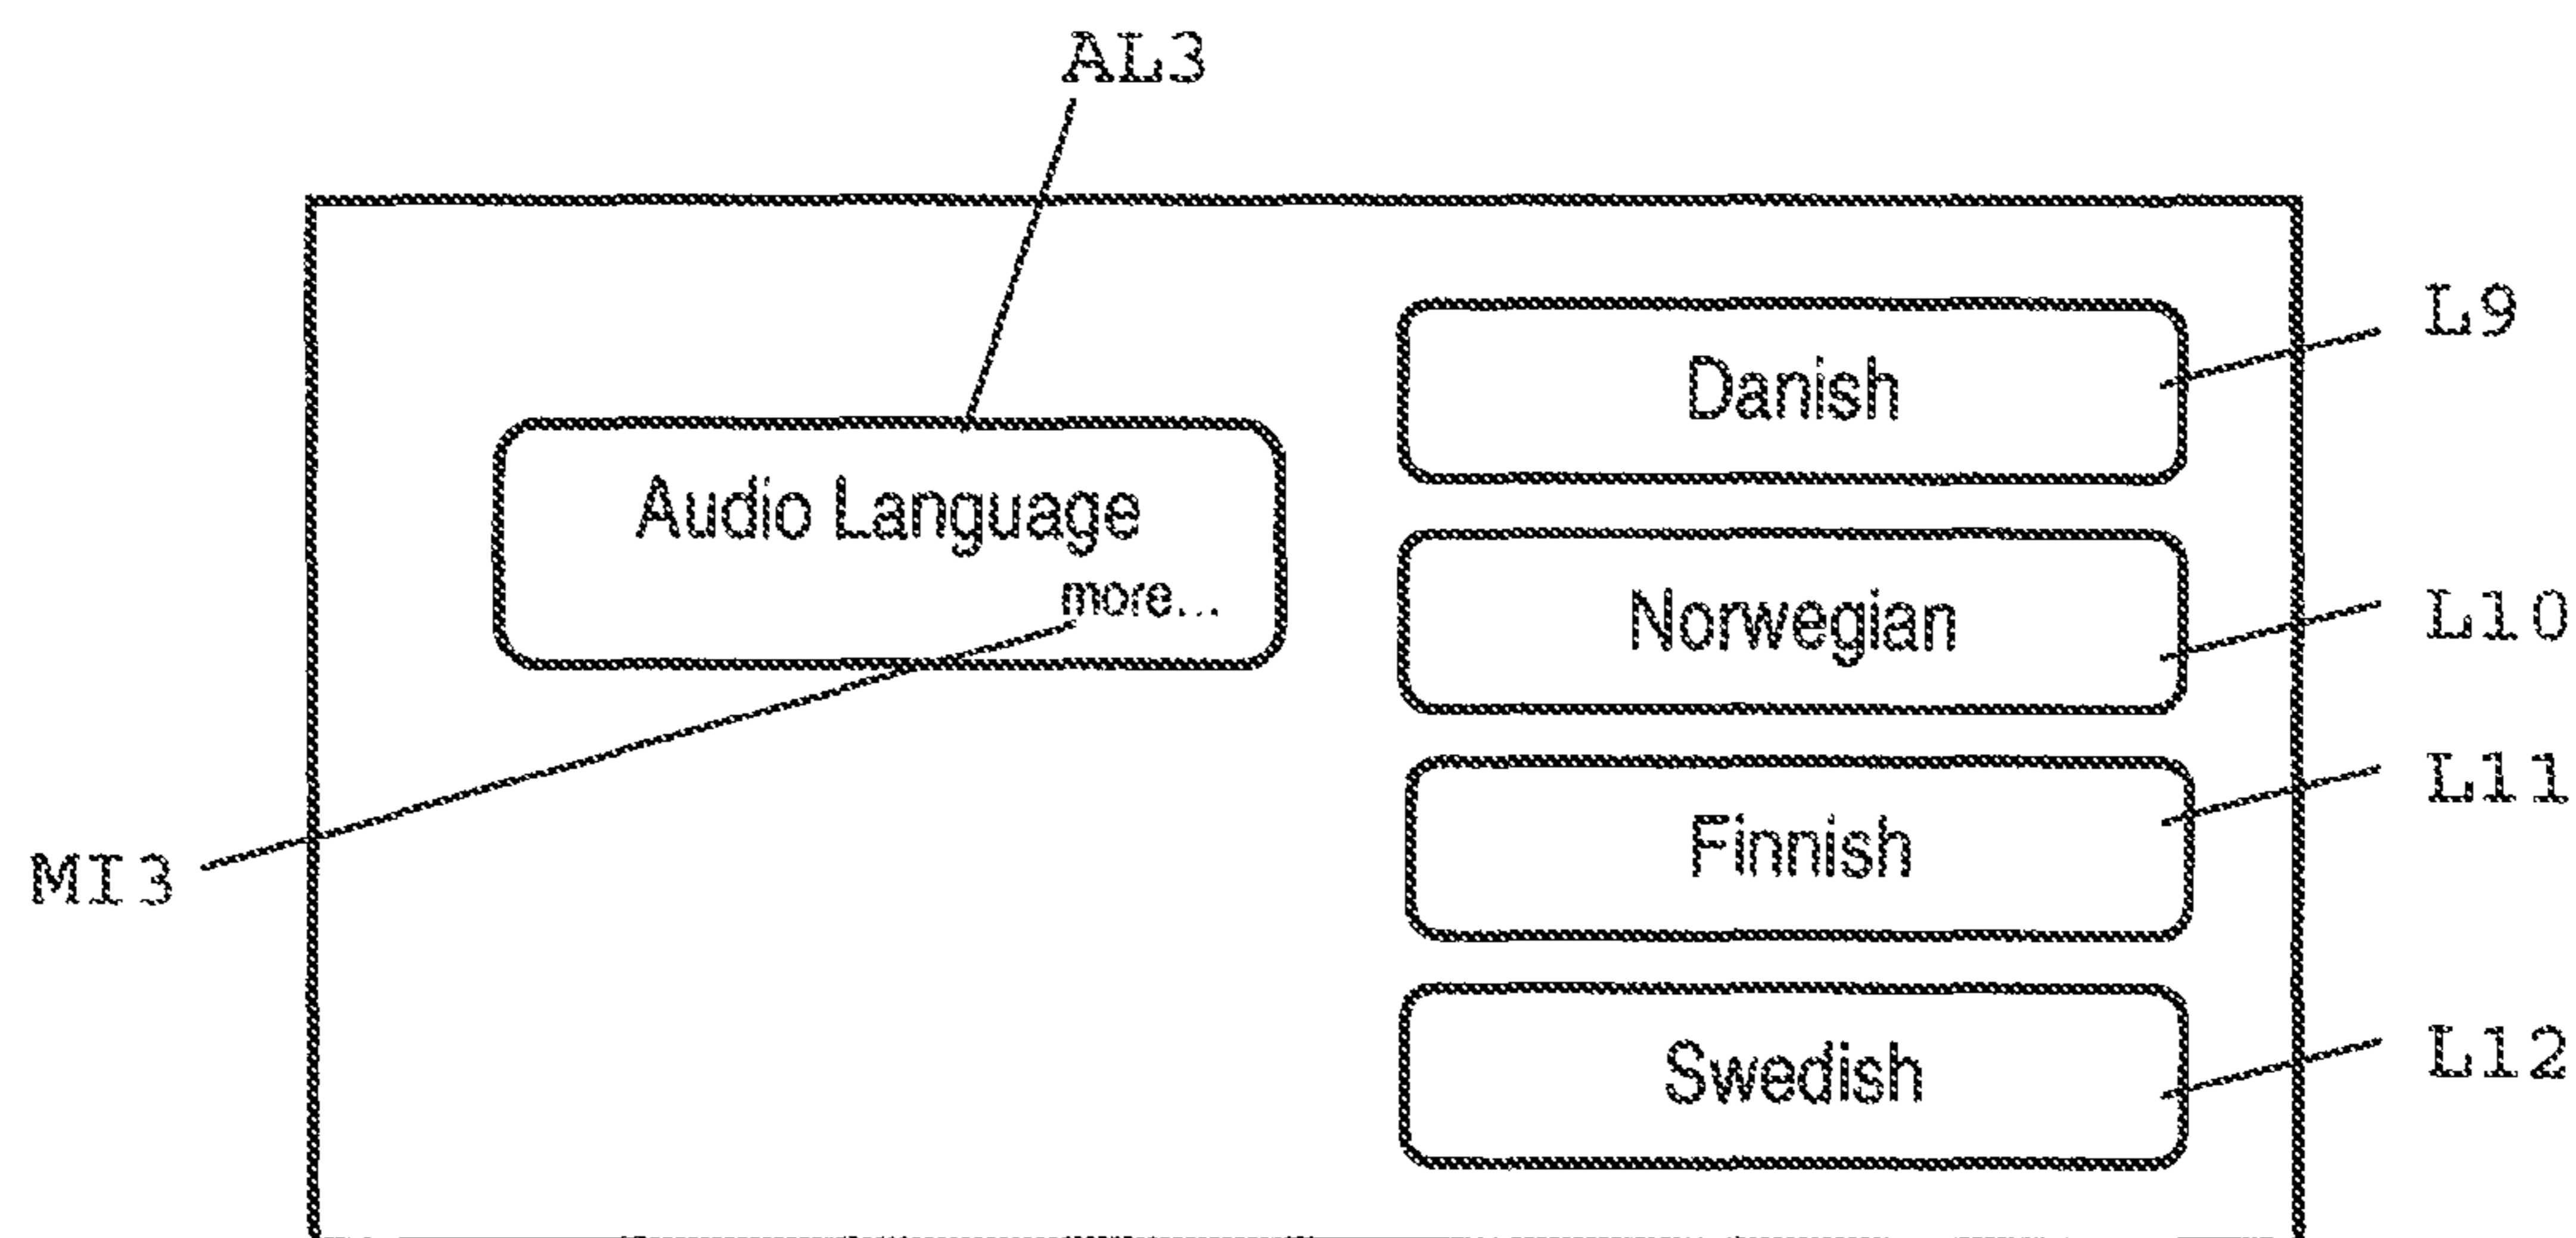 AL3
Danish
L9
Audio Language
more...
Norwegian
L10
Finnish
L11
MI3
Swedish
L12